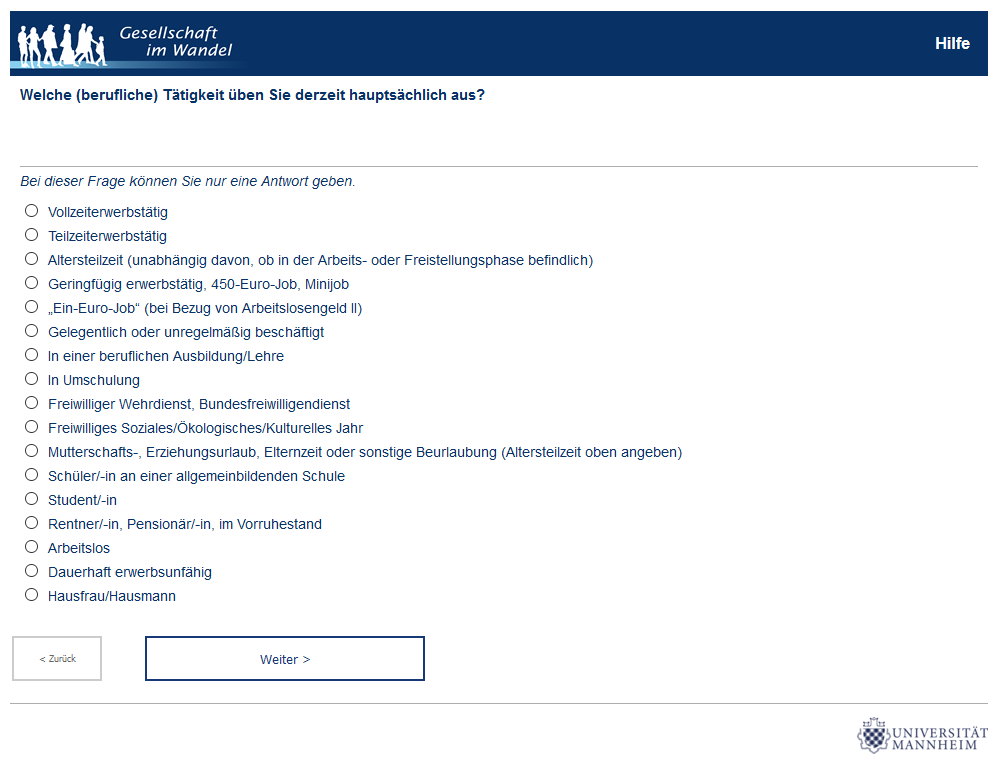 Gesellschaft
im Wandel
Hilfe
Welche (berufliche) Tätigkeit üben Sie derzeit hauptsächlich aus?
Bei dieser Frage können Sie nur eine Antwort geben.
Vollzeiterwerbstätig
Teilzeiterwerbstätig
Altersteilzeit (unabhängig davon, ob in der Arbeits- oder Freistellungsphase befindlich)
Geringfügig erwerbstätig, 450-Euro-Job, Minijob
„Ein-Euro-Job“ (bei Bezug von Arbeitslosengeld II)
Gelegentlich oder unregelmäßig beschäftigt
In einer beruflichen Ausbildung/Lehre
In Umschulung
Freiwilliger Wehrdienst, Bundesfreiwilligendienst
Freiwilliges Soziales/Ökologisches/Kulturelles Jahr
Mutterschafts-, Erziehungsurlaub, Elternzeit oder sonstige Beurlaubung (Altersteilzeit oben angeben)
Schüler/-in an einer allgemeinbildenden Schule
Student/-in
Rentner/-in, Pensionär/-in, im Vorruhestand
Arbeitslos
Dauerhaft erwerbsunfähig
Hausfrau/Hausmann
< Zurück
Weiter >
UNIVERSITÄT
MANNHEIM